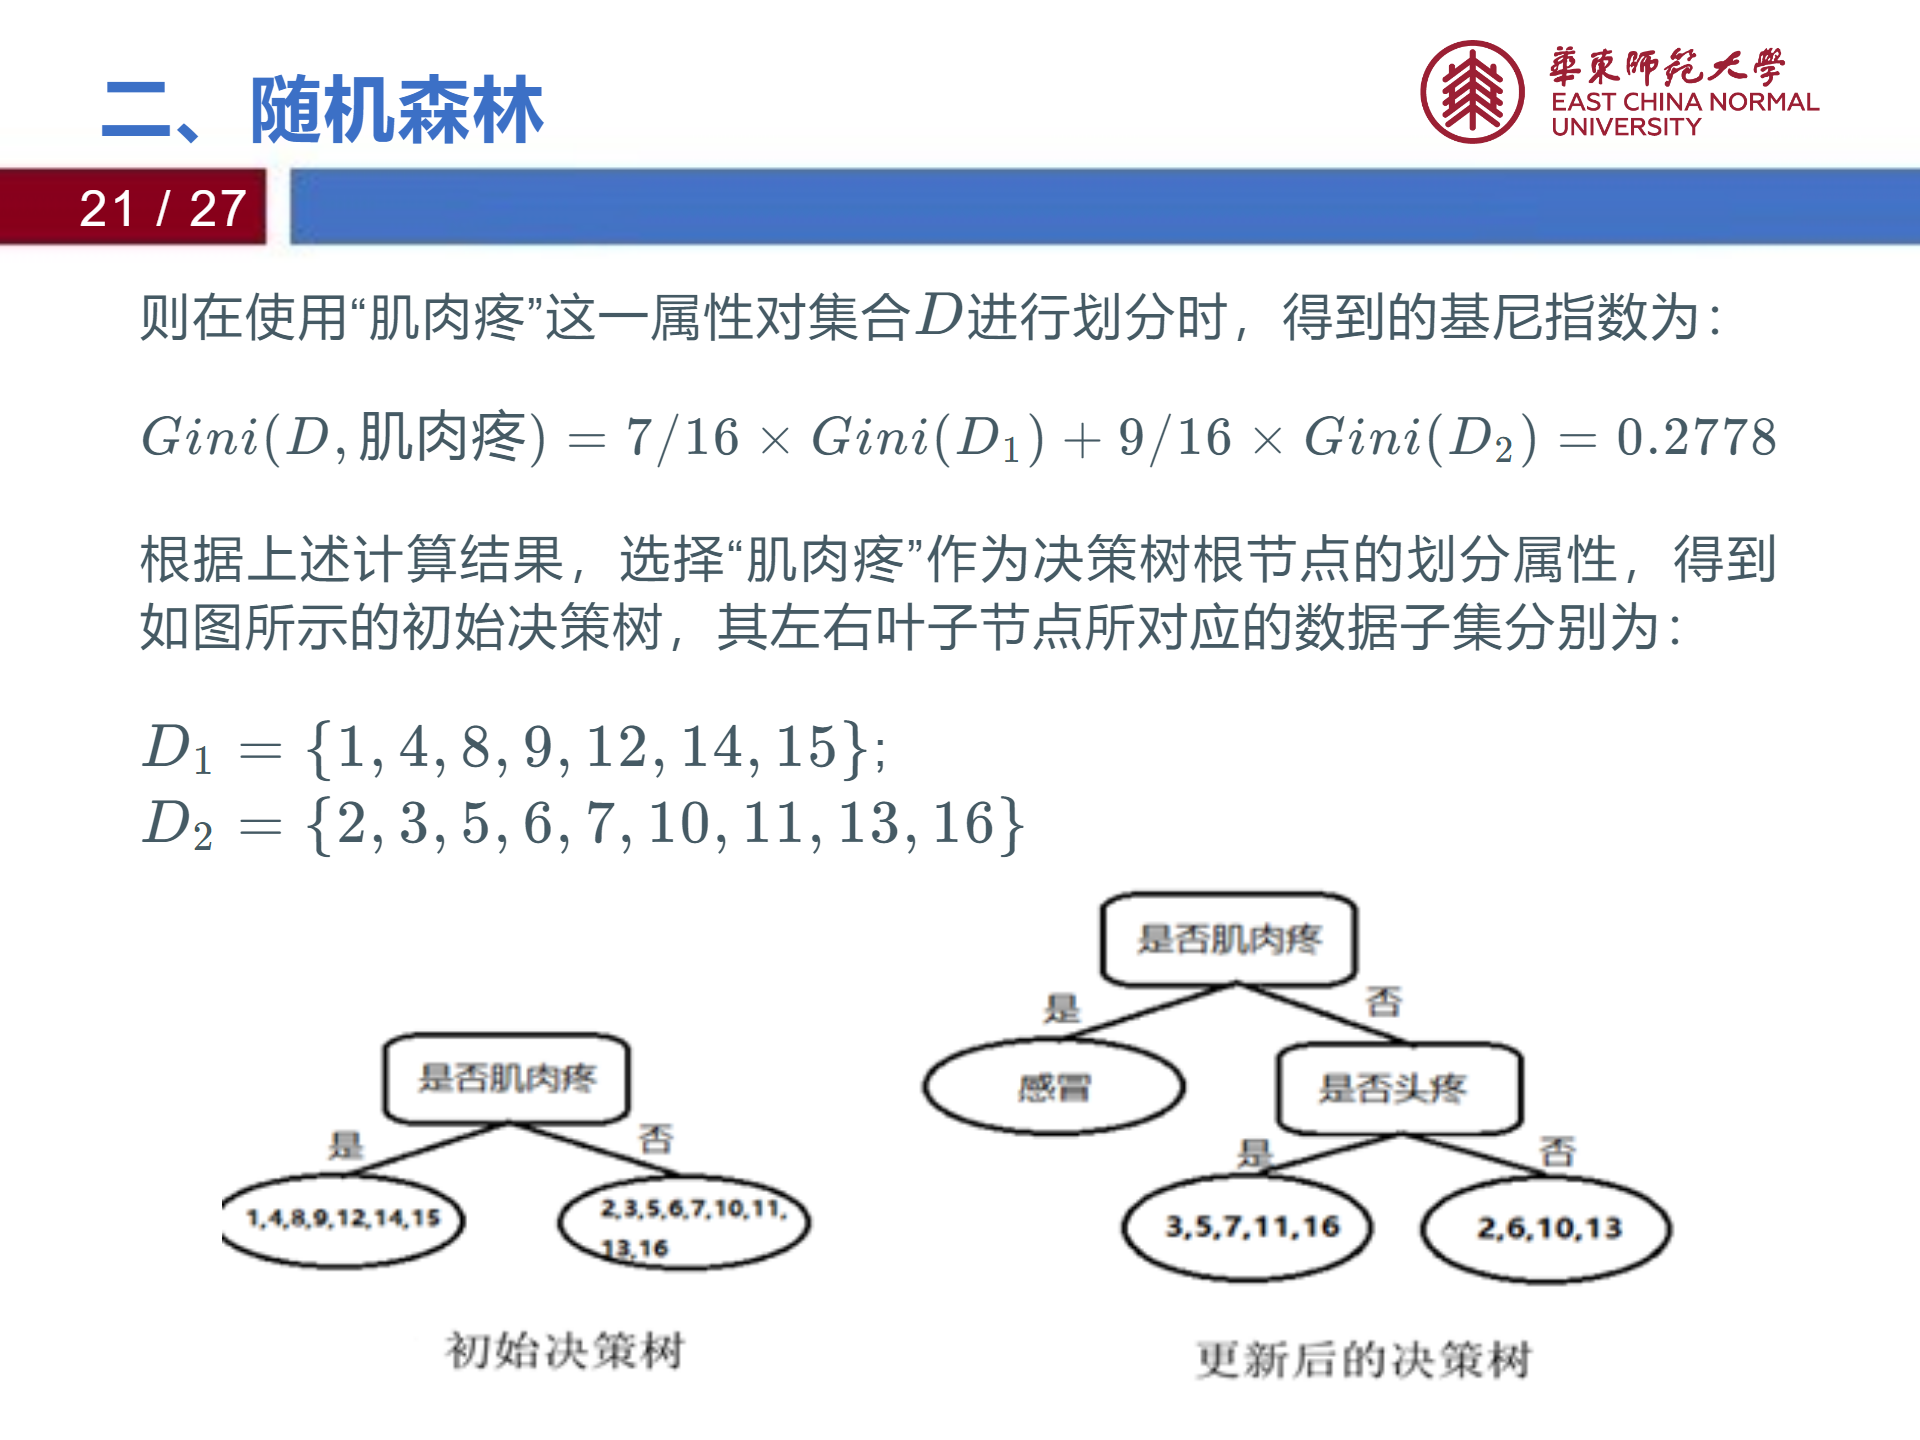 二、随机森林
華東師範大學
EAST CHINA NORMAL
UNIVERSITY
21 / 27
则在使用“肌肉疼”这一属性对集合D进行划分时，得到的基尼指数为：
Gini(D, 肌肉疼) = 7/16 × Gini(D₁) + 9/16 × Gini(D₂) = 0.2778
根据上述计算结果，选择“肌肉疼”作为决策树根节点的划分属性，得到
如图所示的初始决策树，其左右叶子节点所对应的数据子集分别为：
D₁ = {1, 4, 8, 9, 12, 14, 15};
D₂ = {2, 3, 5, 6, 7, 10, 11, 13, 16}
是否肌肉疼
是
否
1,4,8,9,12,14,15
2,3,5,6,7,10,11,
13,16
初始决策树
是否肌肉疼
是
否
感冒
是否头疼
是
否
3,5,7,11,16
2,6,10,13
更新后的决策树